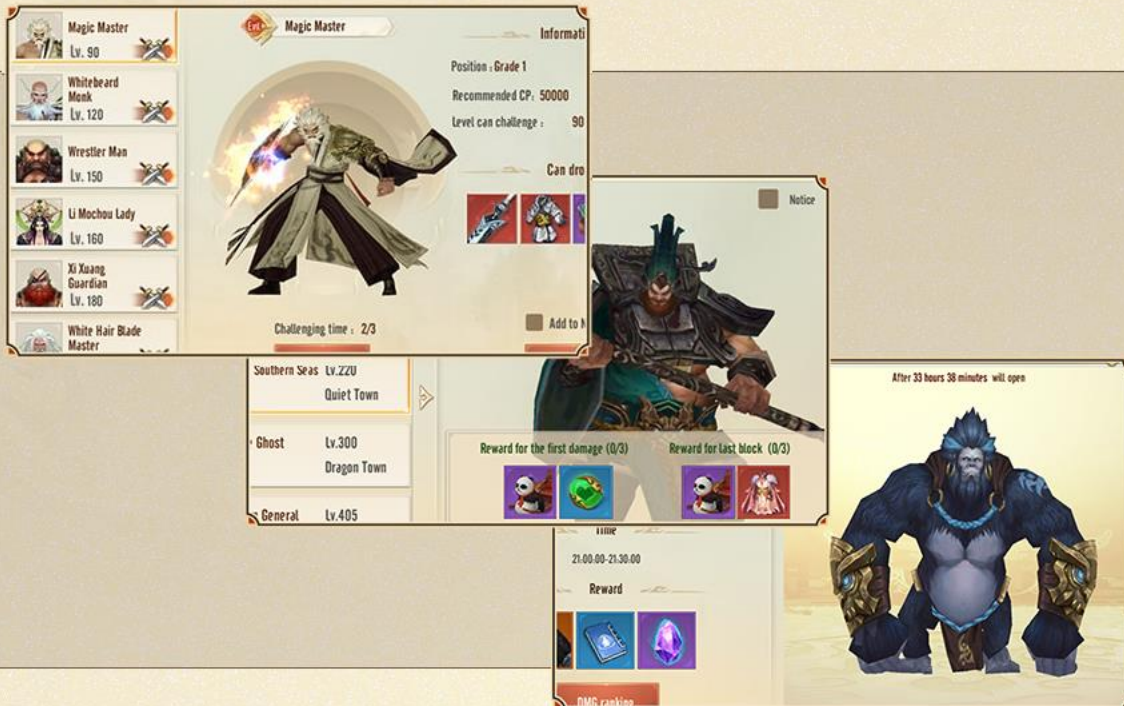 Magic Master
Lv. 90
Whitebeard
Monk
Lv. 120
Wrestler Man
Lv. 150
Li Mochou Lady
Lv. 160
Xi Xuang
Guardian
Lv. 180
White Hair Blade
Master
Magic Master
Informati
Position : Grade 1
Recommended CP: 50000
Level can challenge : 90
Can dro
Challenging time : 2/3
Add to
Notice
Southern Seas Lv.220
Quiet Town
Ghost Lv.300
Dragon Town
General Lv.405
Reward for the first damage (0/3)
Reward for last block (0/3)
After 33 hours 38 minutes will open
Time
21:00:00-21:30:00
Reward
DMG ranking